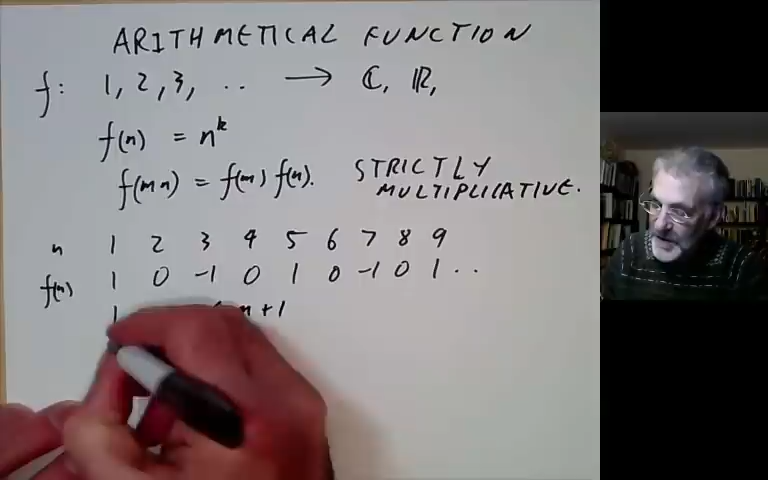 ARITHMETICAL FUNCTION
f: 1, 2, 3, .. → ℂ, ℝ,
f(n) = n^k
f(mn) = f(m) f(n). STRICTLY MULTIPLICATIVE.
n 1 2 3 4 5 6 7 8 9
f(n) 1 0 -1 0 1 0 -1 0 1 ..
1 n+1